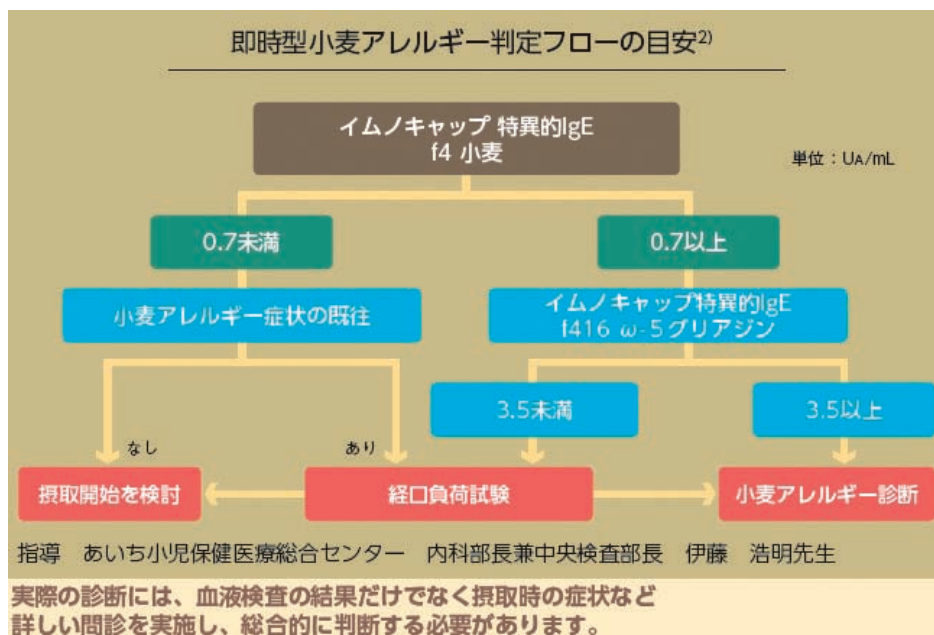 即時型小麦アレルギー判定フローの目安2)
イムノキャップ 特異的IgE
f4 小麦
単位：UA/mL
0.7未満
0.7以上
小麦アレルギー症状の既往
イムノキャップ特異的IgE
f416 ω-5グリアジン
3.5未満
3.5以上
なし
あり
摂取開始を検討
経口負荷試験
小麦アレルギー診断
指導　あいち小児保健医療総合センター　内科部長兼中央検査部長　伊藤　浩明先生
実際の診断には、血液検査の結果だけでなく摂取時の症状など
詳しい問診を実施し、総合的に判断する必要があります。